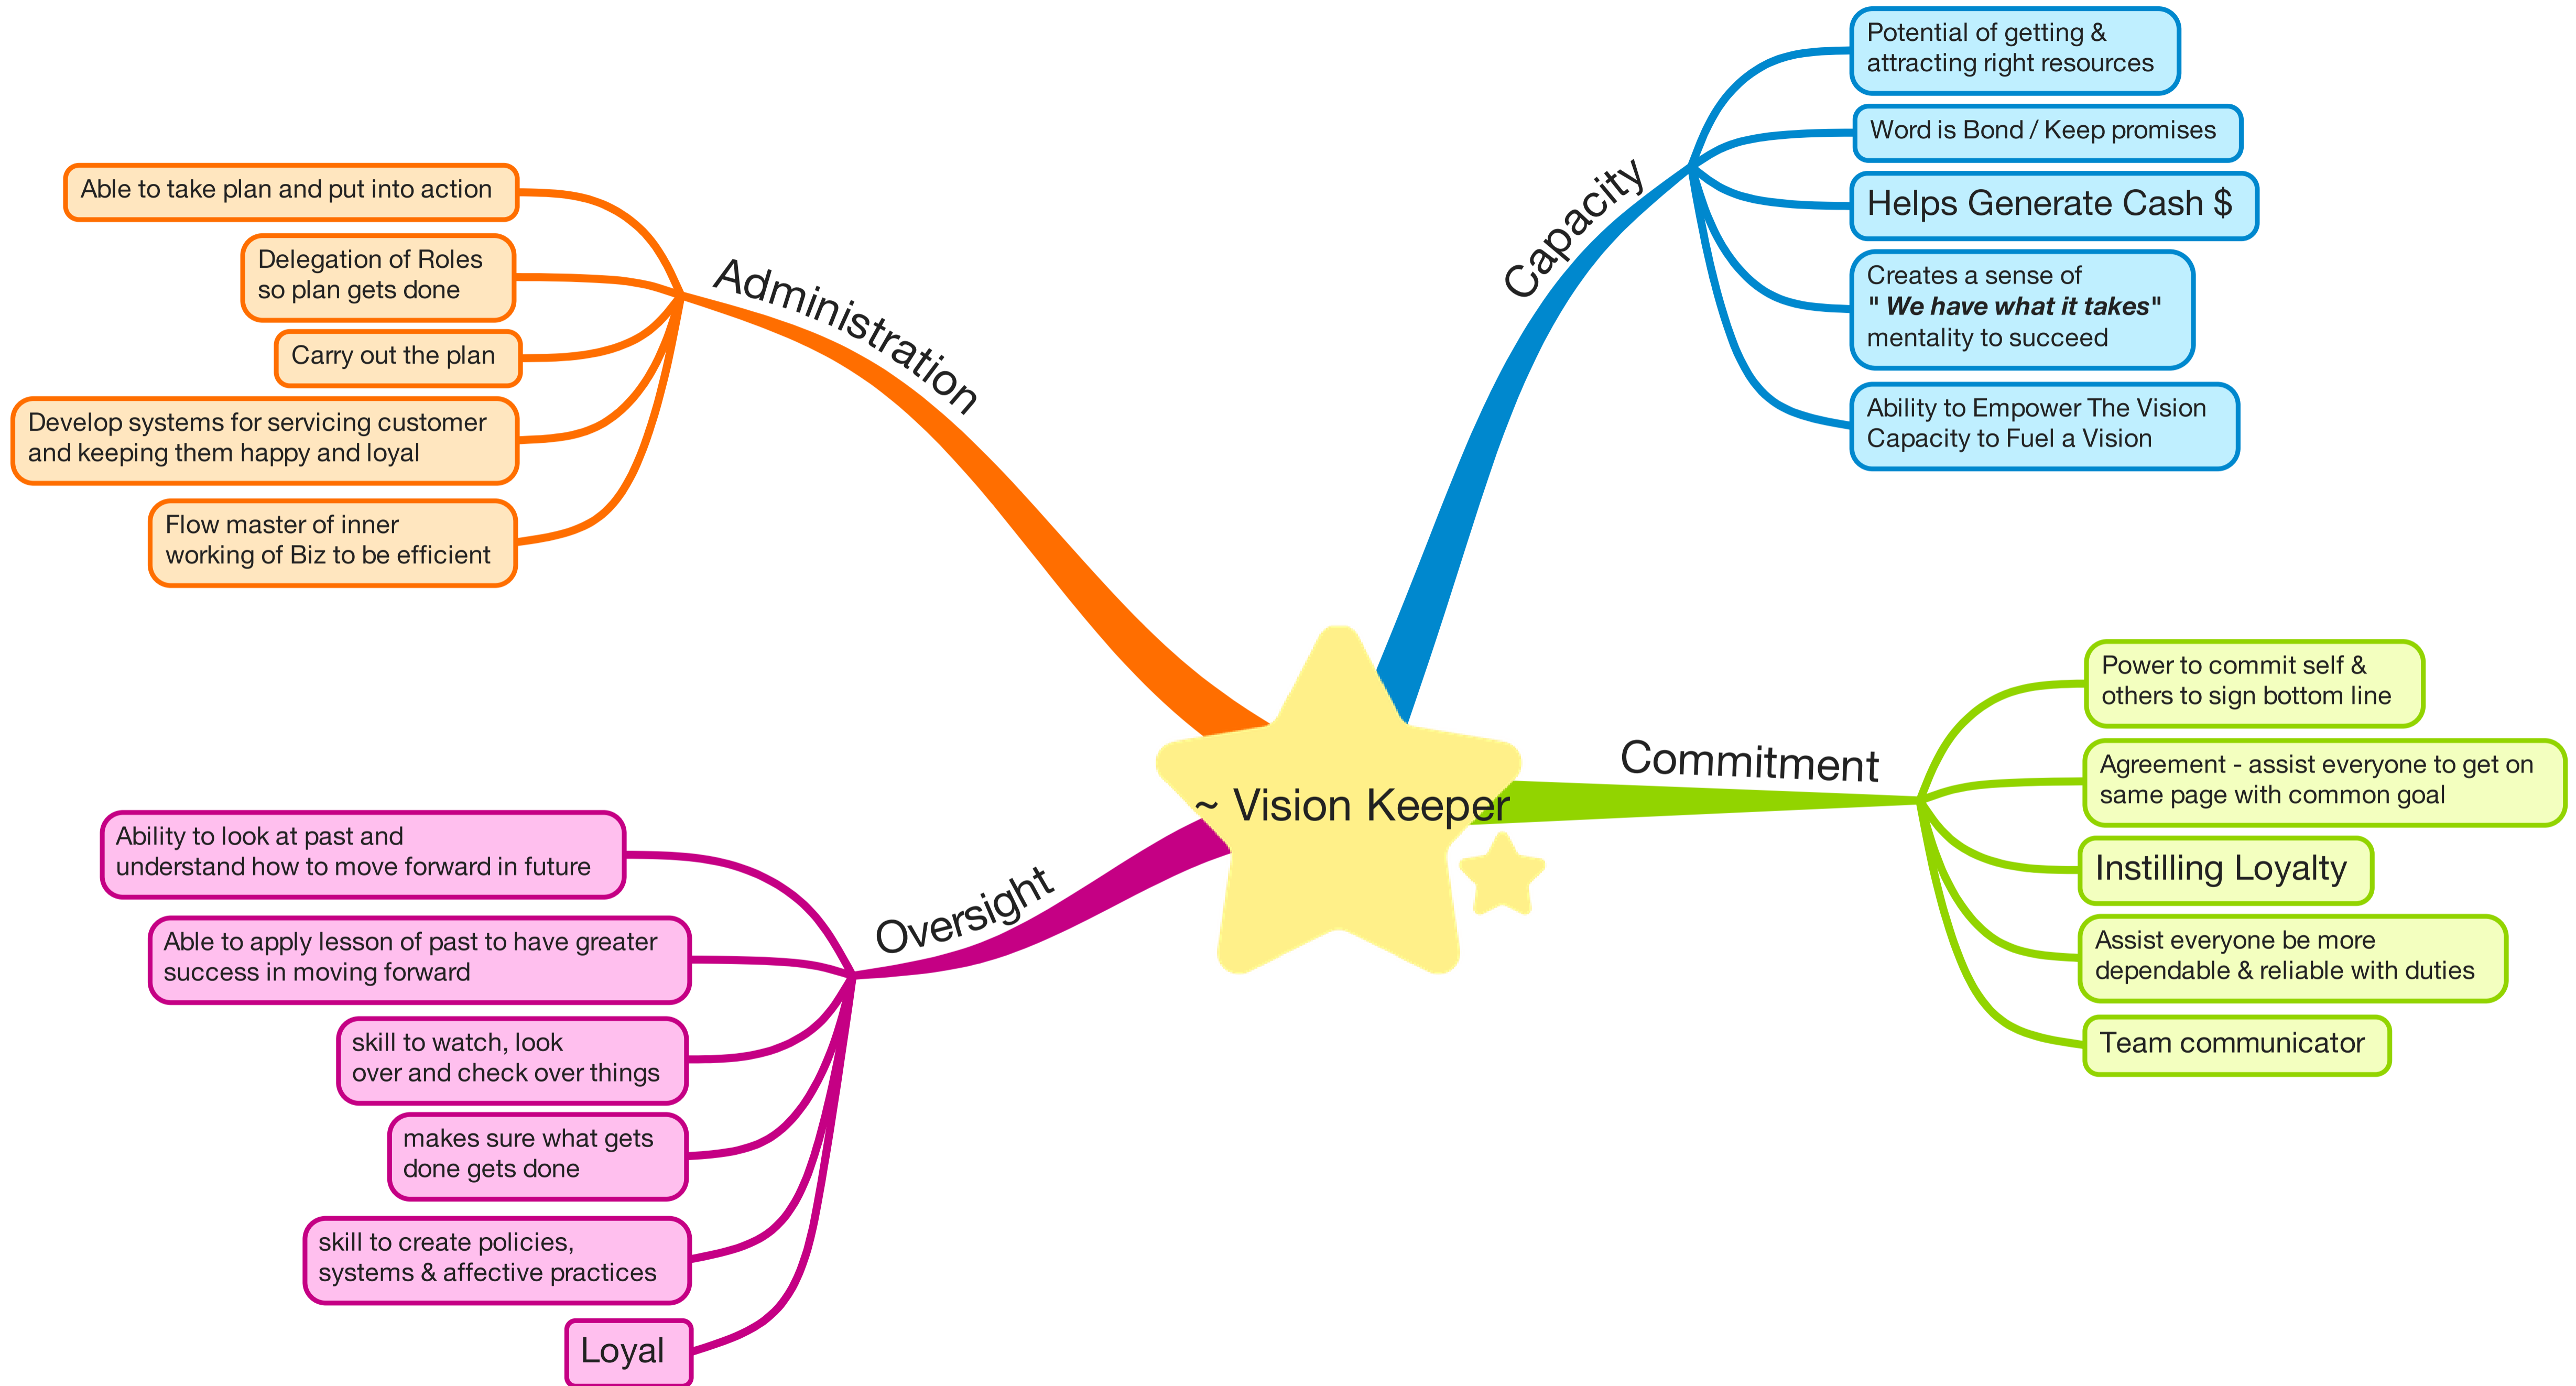 ~ Vision Keeper
Capacity
Potential of getting &
attracting right resources
Word is Bond / Keep promises
Helps Generate Cash $
Creates a sense of
" We have what it takes"
mentality to succeed
Ability to Empower The Vision
Capacity to Fuel a Vision
Commitment
Power to commit self &
others to sign bottom line
Agreement - assist everyone to get on
same page with common goal
Instilling Loyalty
Assist everyone be more
dependable & reliable with duties
Team communicator
Administration
Able to take plan and put into action
Delegation of Roles
so plan gets done
Carry out the plan
Develop systems for servicing customer
and keeping them happy and loyal
Flow master of inner
working of Biz to be efficient
Oversight
Ability to look at past and
understand how to move forward in future
Able to apply lesson of past to have greater
success in moving forward
skill to watch, look
over and check over things
makes sure what gets
done gets done
skill to create policies,
systems & affective practices
Loyal